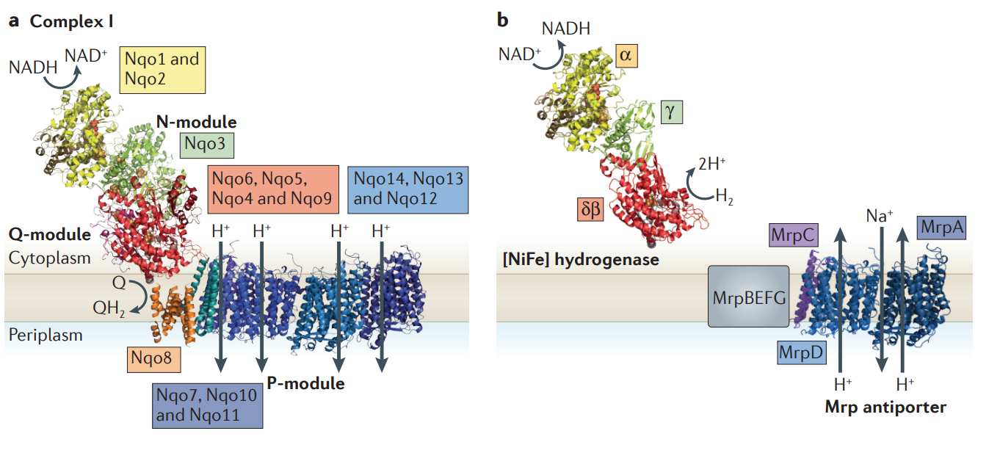 a Complex I
NADH
NAD⁺
Nqo1 and
Nqo2
N-module
Nqo3
Nqo6, Nqo5,
Nqo4 and Nqo9
Nqo14, Nqo13
and Nqo12
Q-module
H⁺ H⁺ H⁺ H⁺
Cytoplasm
Q
QH₂
Periplasm
Nqo8
P-module
Nqo7, Nqo10
and Nqo11
b
NADH
NAD⁺
α
γ
2H⁺
H₂
δβ
[NiFe] hydrogenase
MrpC
Na⁺
MrpA
MrpBEFG
MrpD
H⁺ H⁺
Mrp antiporter